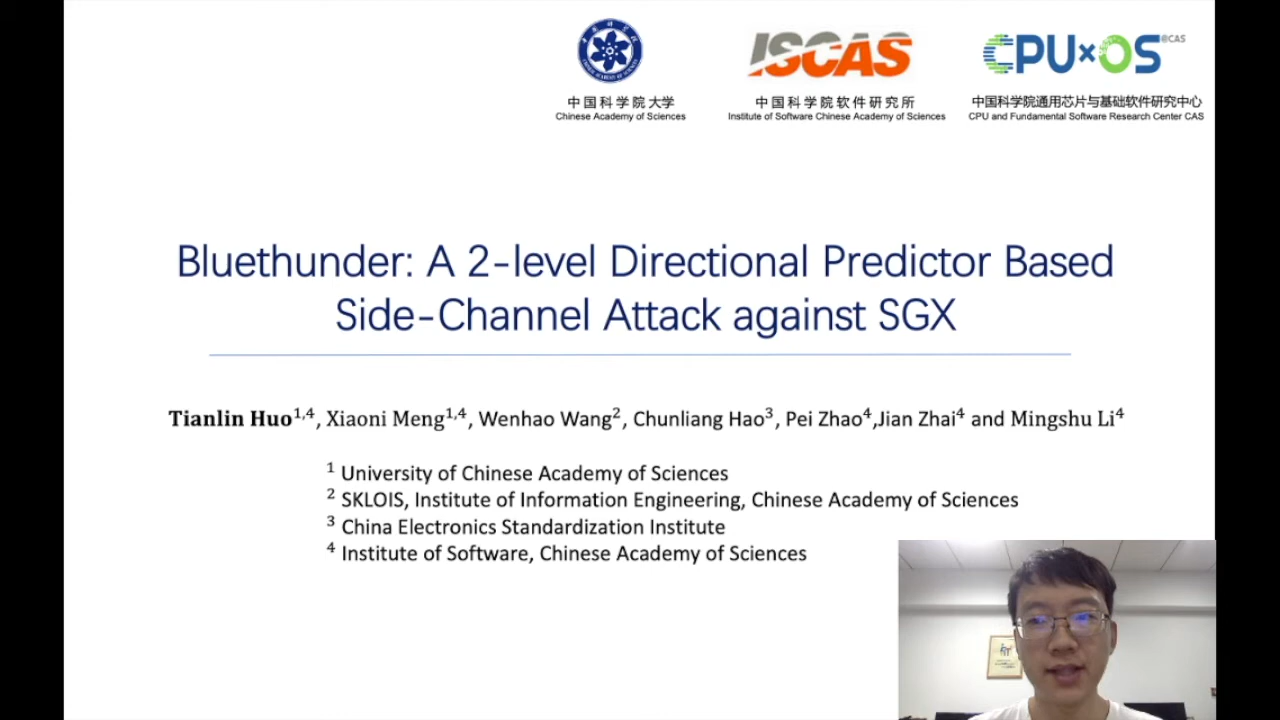 ISCAS
CPU×OS @CAS
中国科学院大学
Chinese Academy of Sciences
中国科学院软件研究所
Institute of Software Chinese Academy of Sciences
中国科学院通用芯片与基础软件研究中心
CPU and Fundamental Software Research Center CAS
Bluethunder: A 2-level Directional Predictor Based
Side-Channel Attack against SGX
Tianlin Huo1,4, Xiaoni Meng1,4, Wenhao Wang2, Chunliang Hao3, Pei Zhao4,Jian Zhai4 and Mingshu Li4
1 University of Chinese Academy of Sciences
2 SKLOIS, Institute of Information Engineering, Chinese Academy of Sciences
3 China Electronics Standardization Institute
4 Institute of Software, Chinese Academy of Sciences